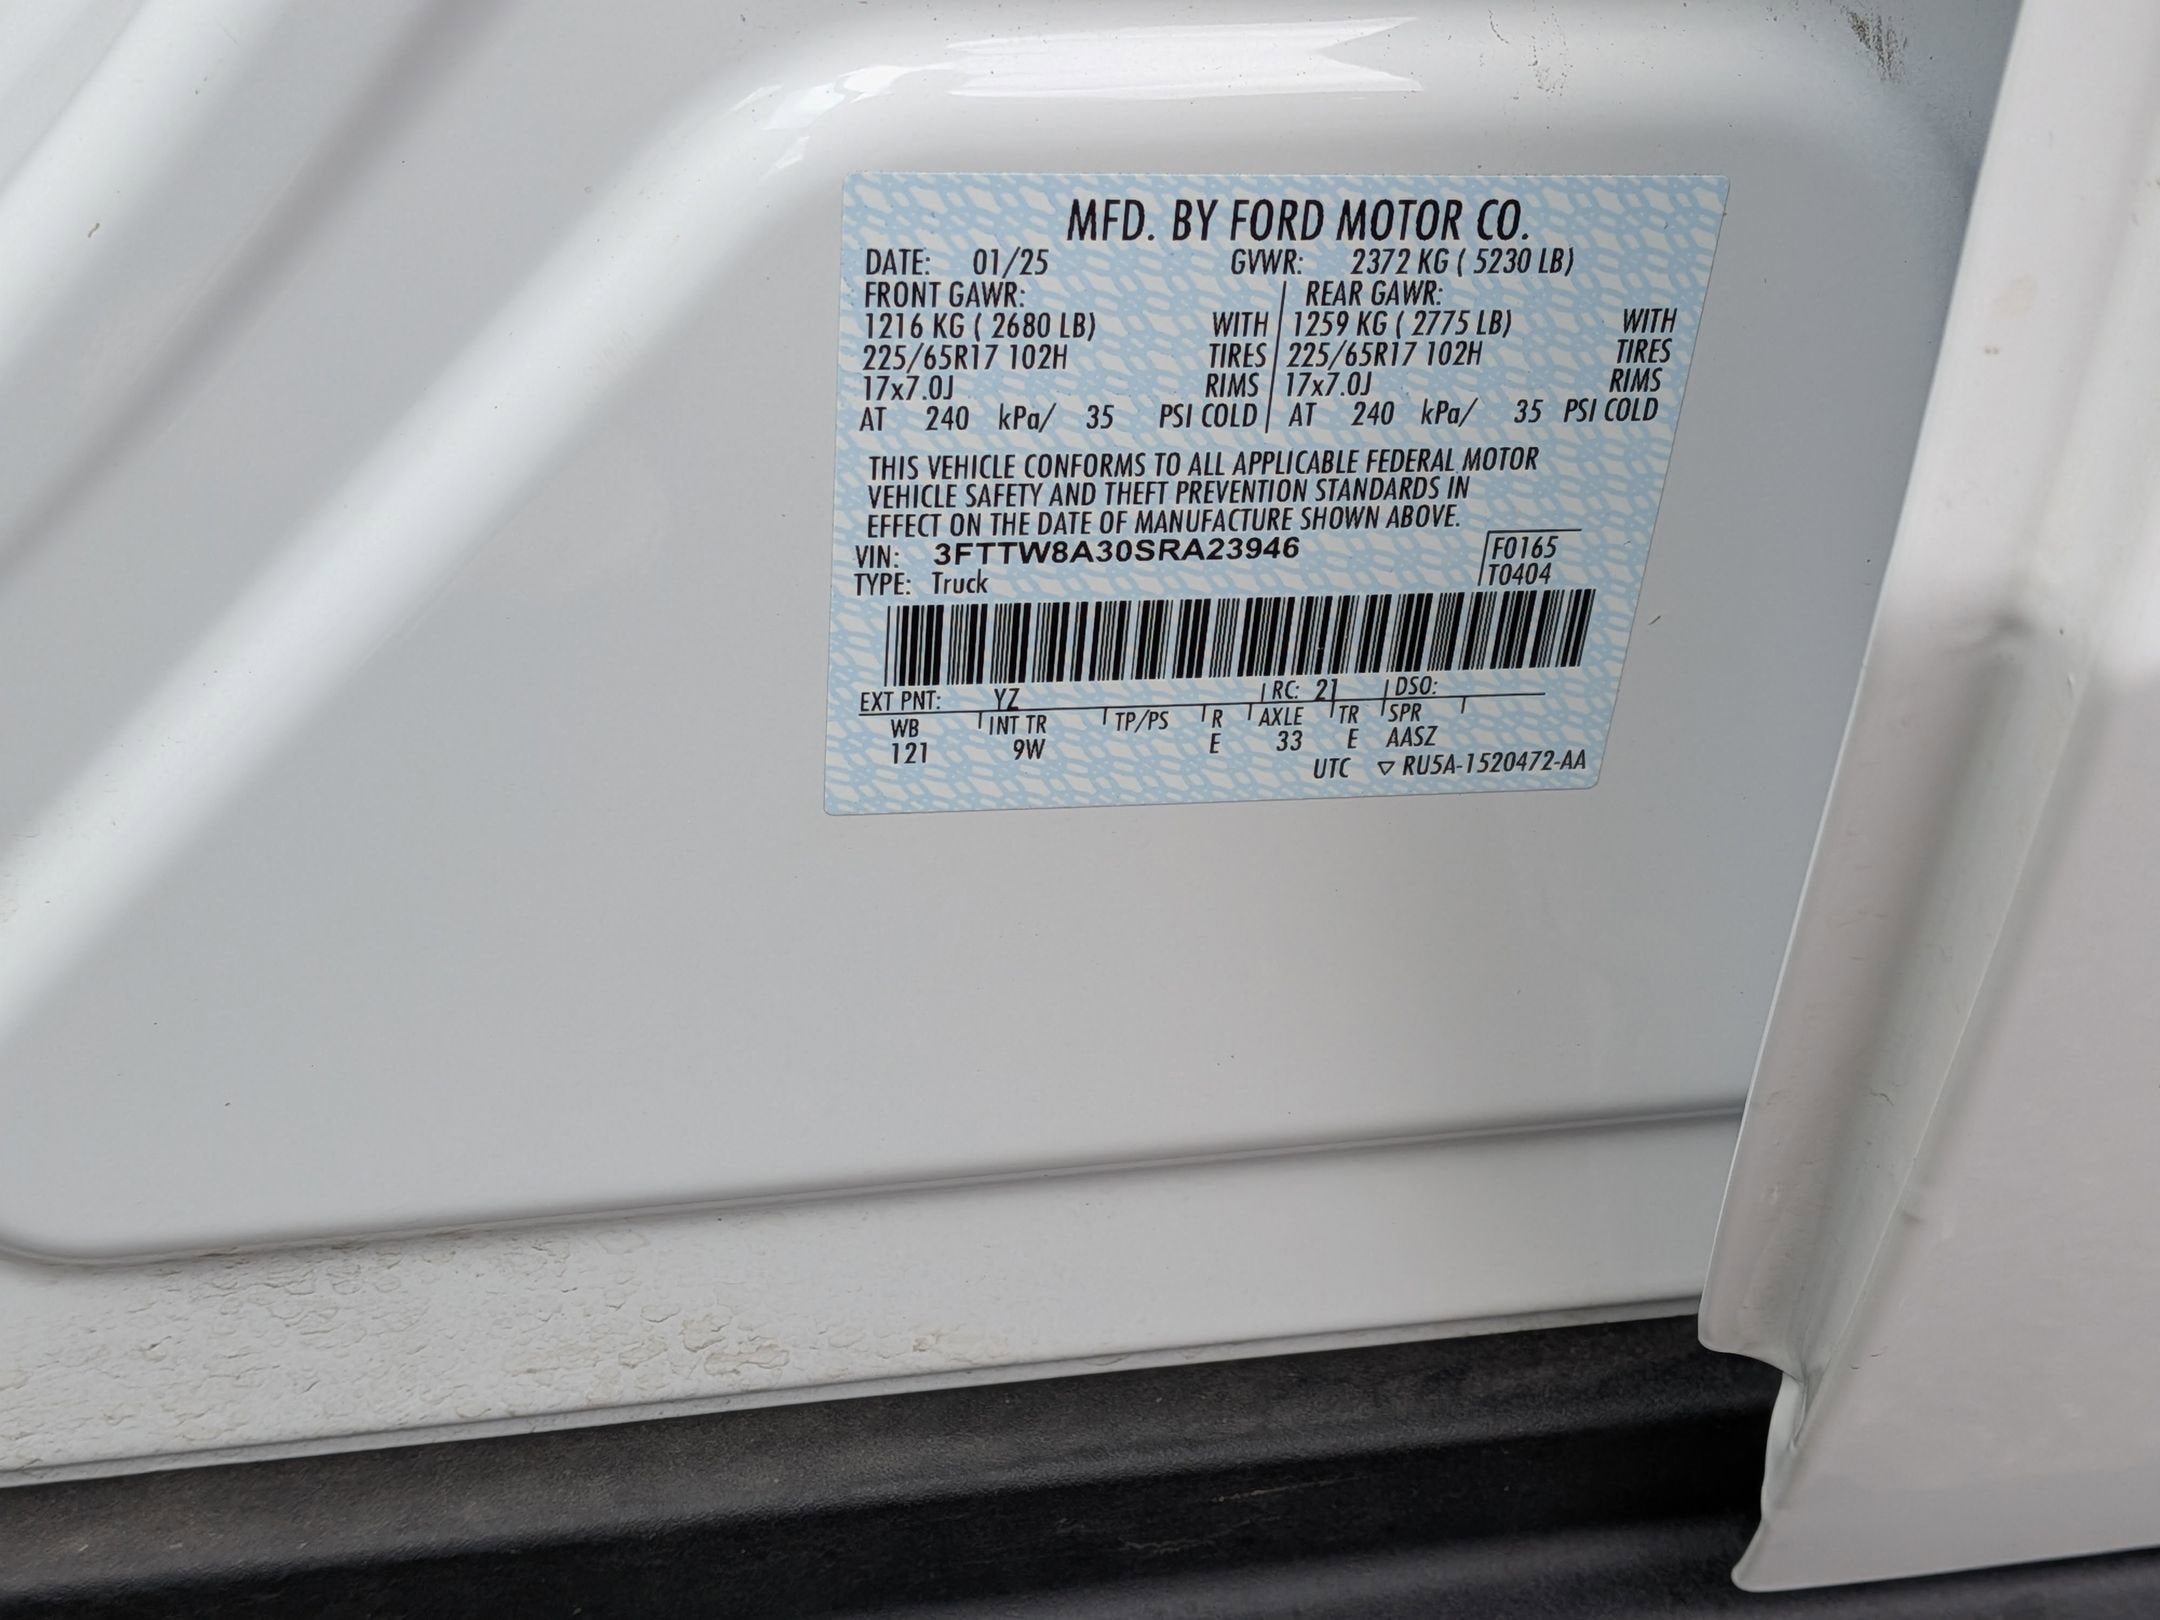 MFD. BY FORD MOTOR CO.
DATE: 01/25 GVWR: 2372 KG ( 5230 LB)
FRONT GAWR: REAR GAWR:
1216 KG ( 2680 LB) WITH 1259 KG ( 2775 LB) WITH
225/65R17 102H TIRES 225/65R17 102H TIRES
17x7.0J RIMS 17x7.0J RIMS
AT 240 kPa/ 35 PSI COLD AT 240 kPa/ 35 PSI COLD
THIS VEHICLE CONFORMS TO ALL APPLICABLE FEDERAL MOTOR
VEHICLE SAFETY AND THEFT PREVENTION STANDARDS IN
EFFECT ON THE DATE OF MANUFACTURE SHOWN ABOVE.
VIN: 3FTTW8A30SRA23946 F0165
TYPE: Truck T0404
EXT PNT: YZ RC: 21 DSO:
WB INT TR TP/PS R AXLE TR SPR
121 9W E 33 E AASZ
UTC ▽ RU5A-1520472-AA